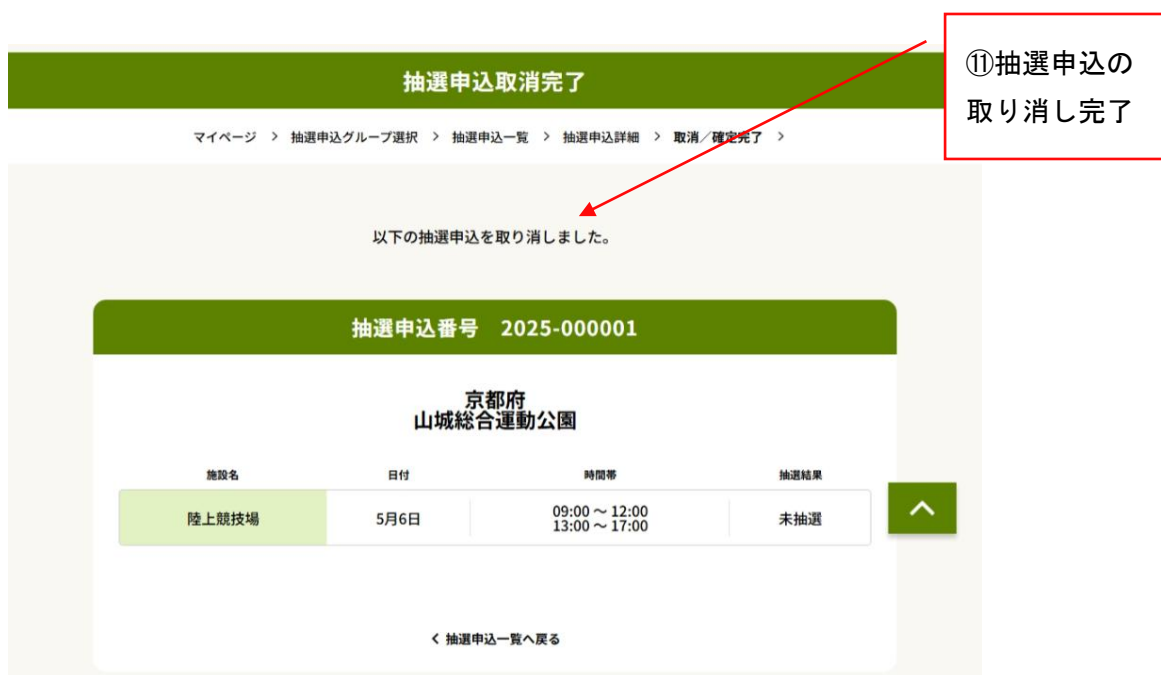 ⑪抽選申込の
取り消し完了
抽選申込取消完了
マイページ > 抽選申込グループ選択 > 抽選申込一覧 > 抽選申込詳細 > 取消/確定完了 >
以下の抽選申込を取り消しました。
抽選申込番号 2025-000001
京都府
山城総合運動公園
施設名 日付 時間帯 抽選結果
陸上競技場 5月6日 09:00 ～ 12:00 未抽選
13:00 ～ 17:00
< 抽選申込一覧へ戻る